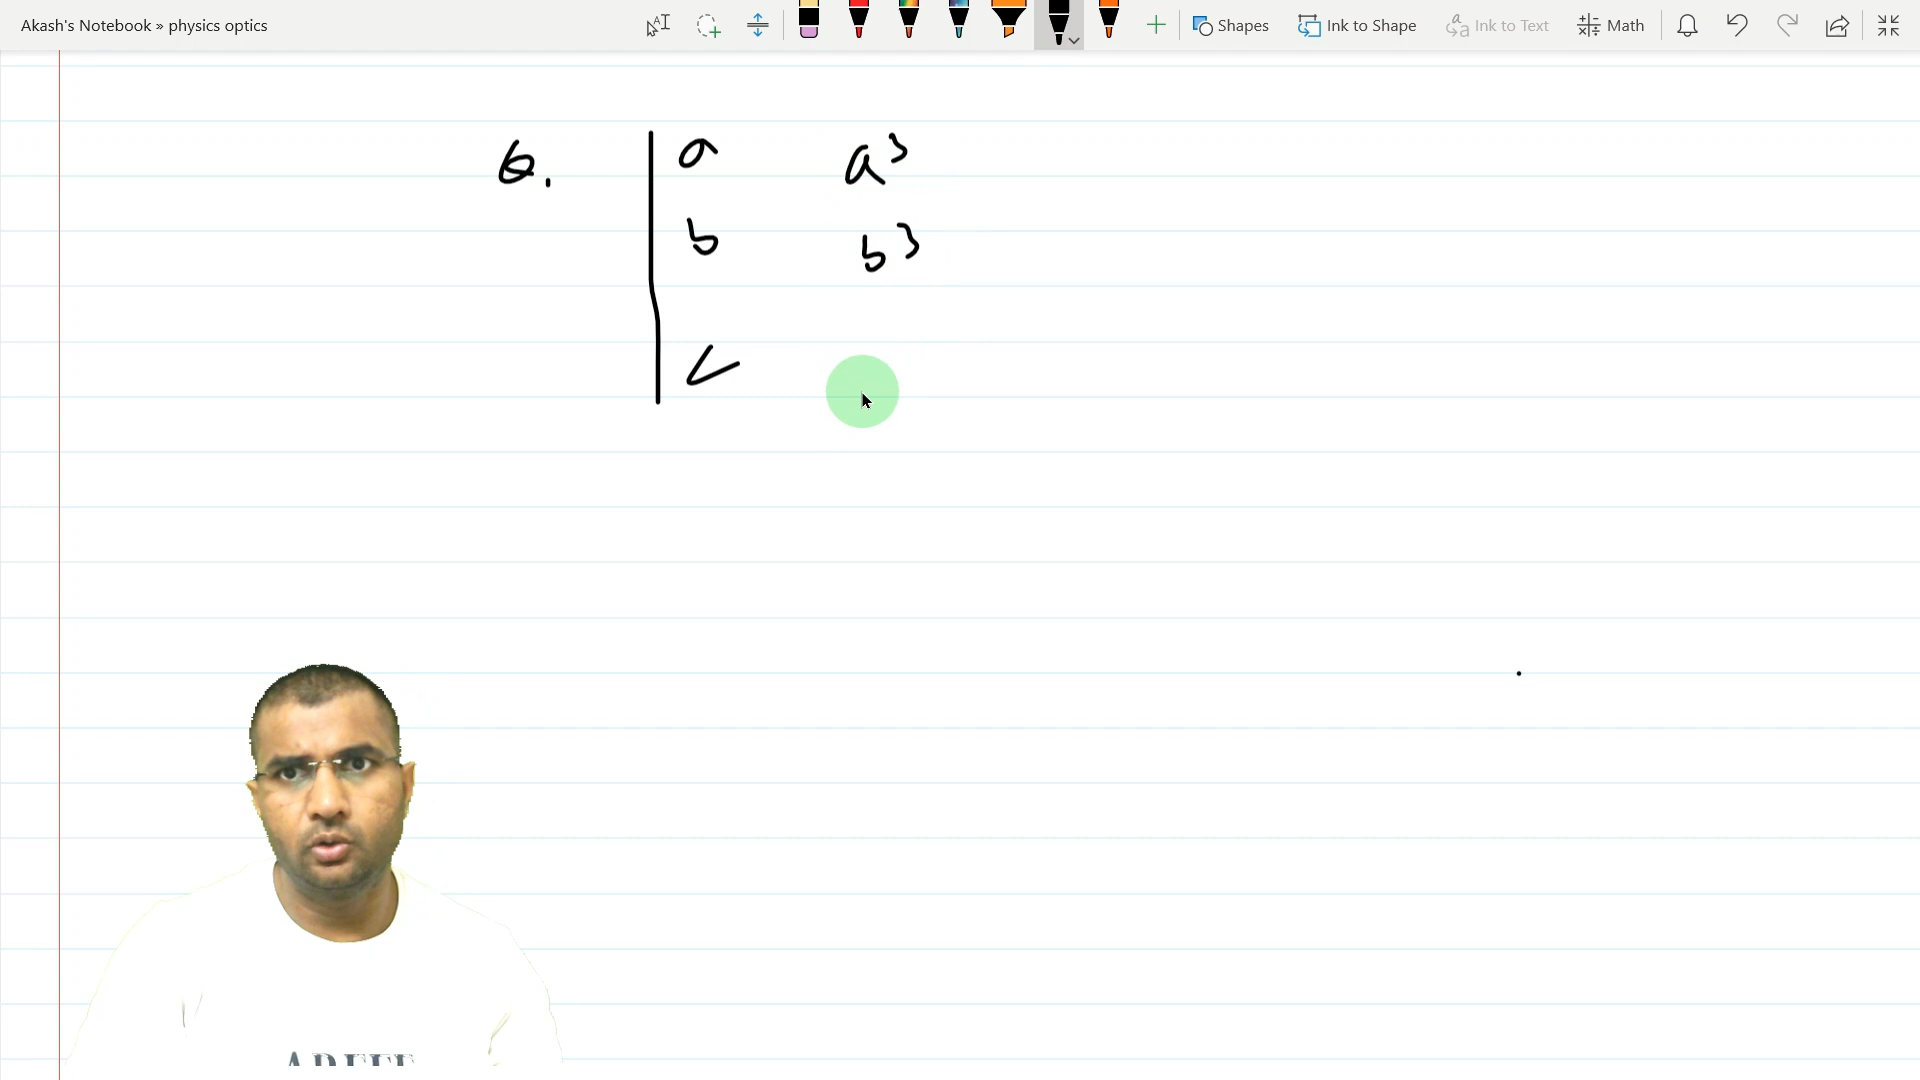 Akash's Notebook » physics optics
Shapes
Ink to Shape
Ink to Text
Math
6. | a a³
b b³
c